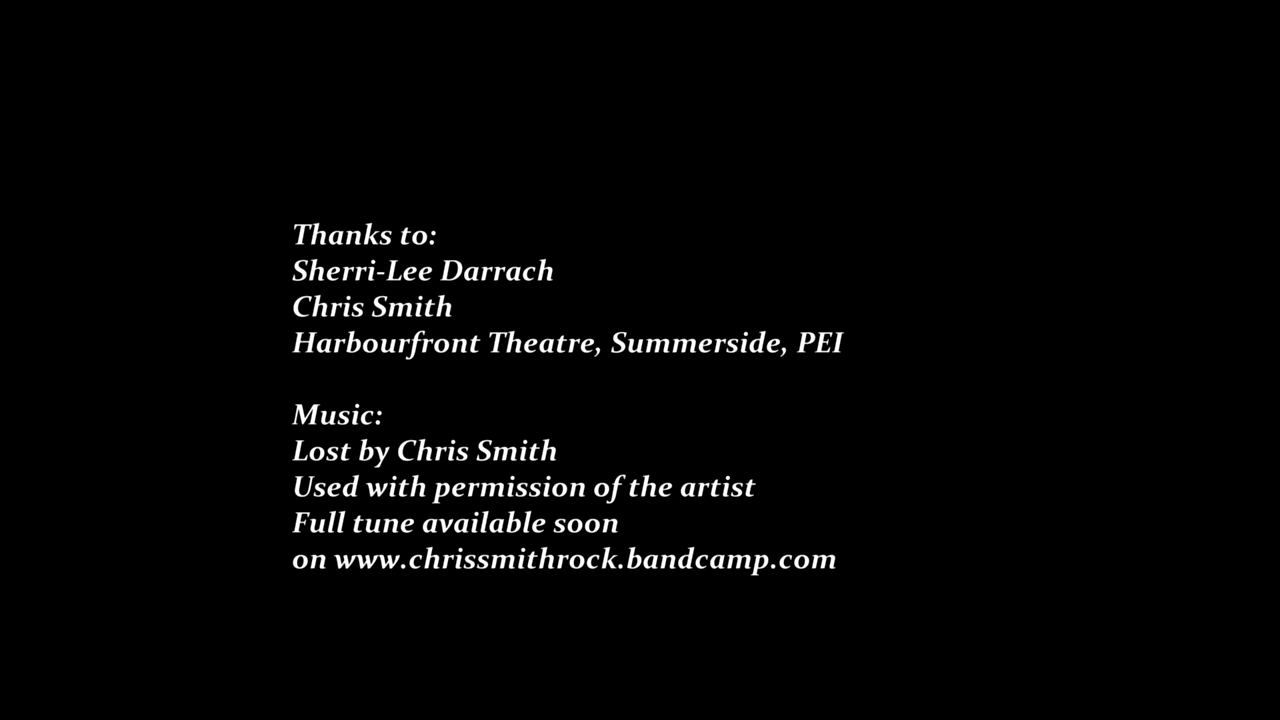 Thanks to:
Sherri-Lee Darrach
Chris Smith
Harbourfront Theatre, Summerside, PEI
Music:
Lost by Chris Smith
Used with permission of the artist
Full tune available soon
on www.chrissmithrock.bandcamp.com